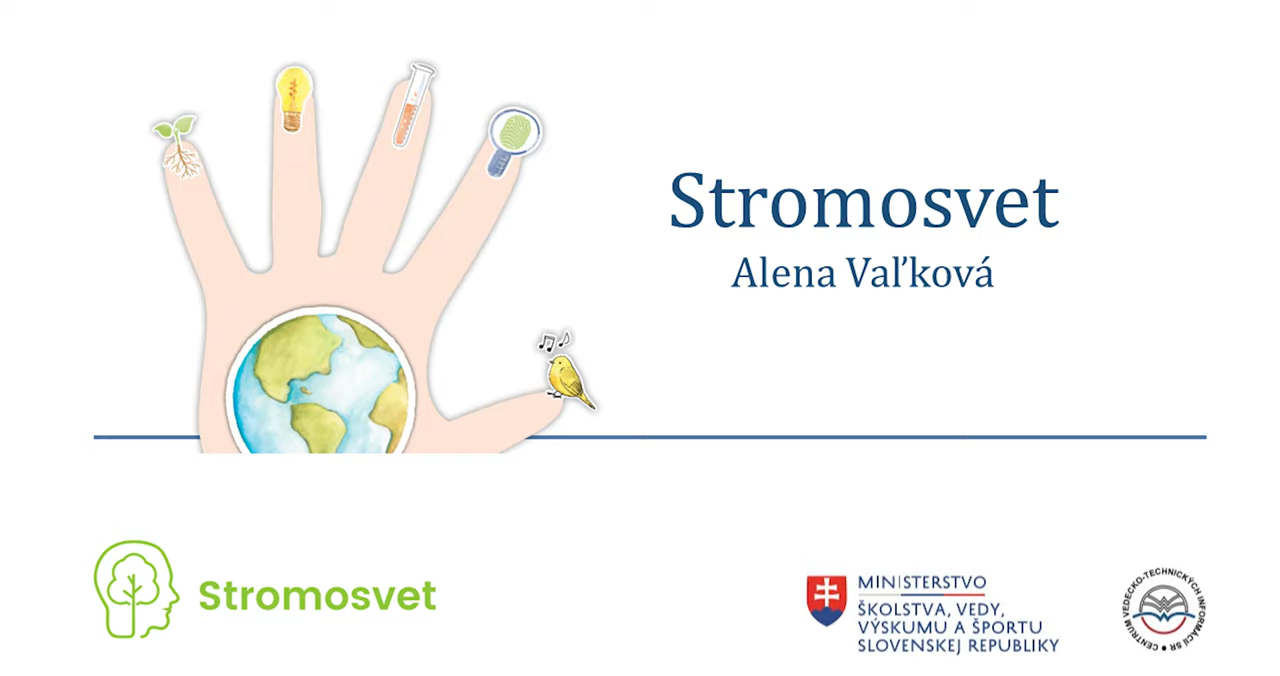 Stromosvet
Alena Vaľková
Stromosvet
MINISTERSTVO
ŠKOLSTVA, VEDY,
VÝSKUMU A ŠPORTU
SLOVENSKEJ REPUBLIKY
CENTRUM VEDECKO-TECHNICKÝCH INFORMÁCIÍ SR